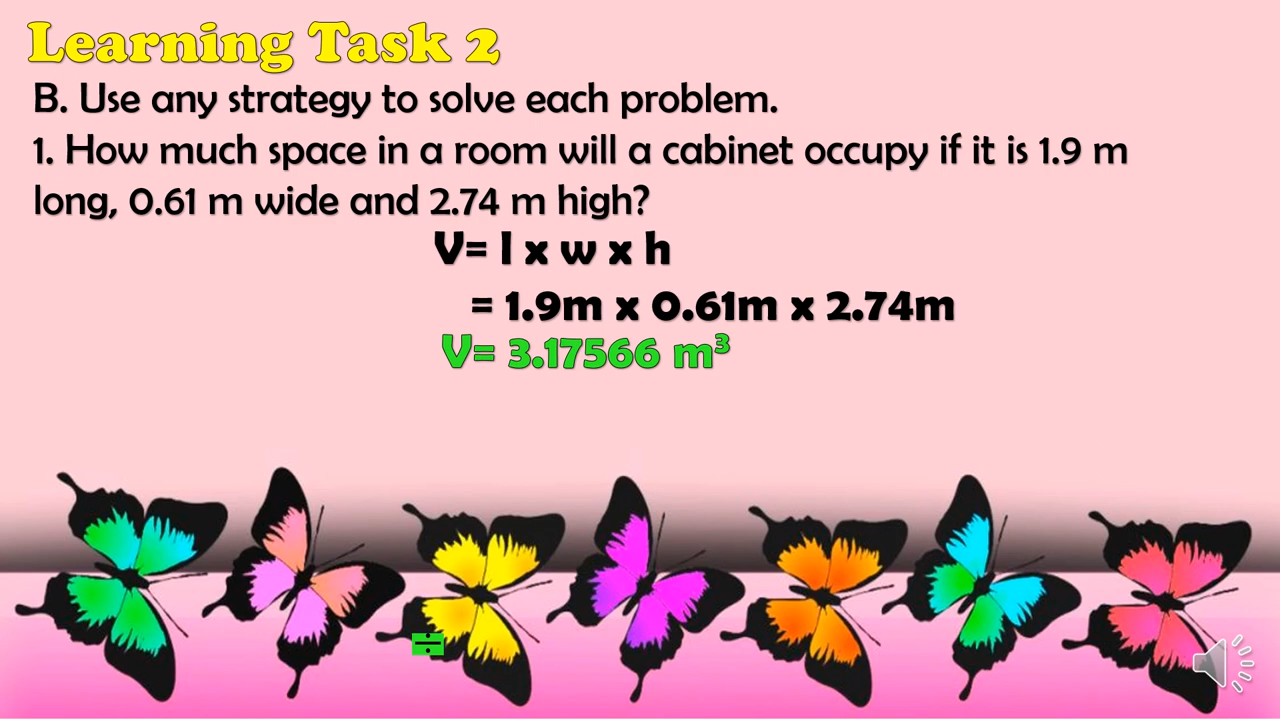 Learning Task 2
B. Use any strategy to solve each problem.
1. How much space in a room will a cabinet occupy if it is 1.9 m
long, 0.61 m wide and 2.74 m high?
V= l x w x h
= 1.9m x 0.61m x 2.74m
V= 3.17566 m³